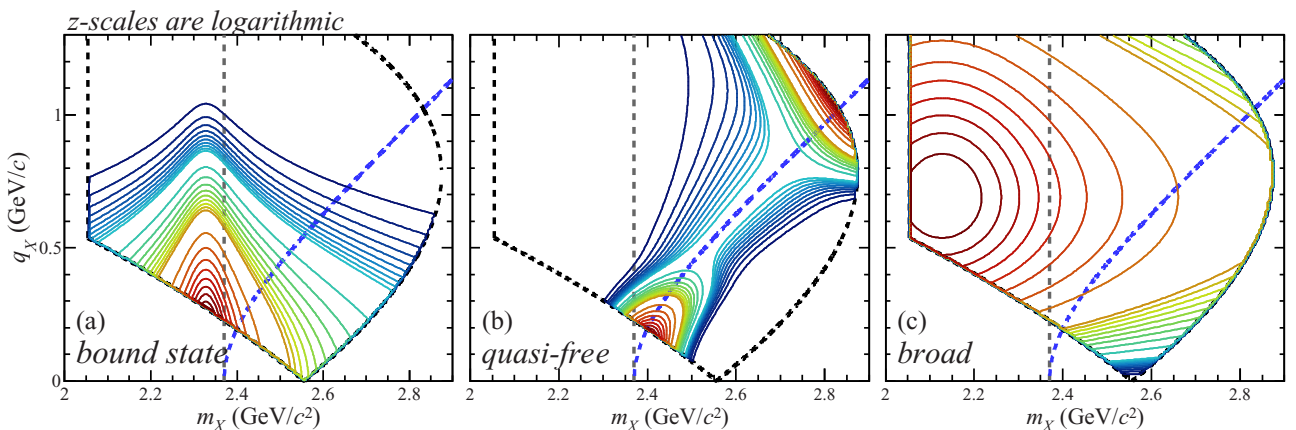 z-scales are logarithmic
q_X (GeV/c)
1
0.5
0
(a)
bound state
(b)
quasi-free
(c)
broad
2 2.2 2.4 2.6 2.8
2 2.2 2.4 2.6 2.8
2 2.2 2.4 2.6 2.8
m_X (GeV/c²)
m_X (GeV/c²)
m_X (GeV/c²)